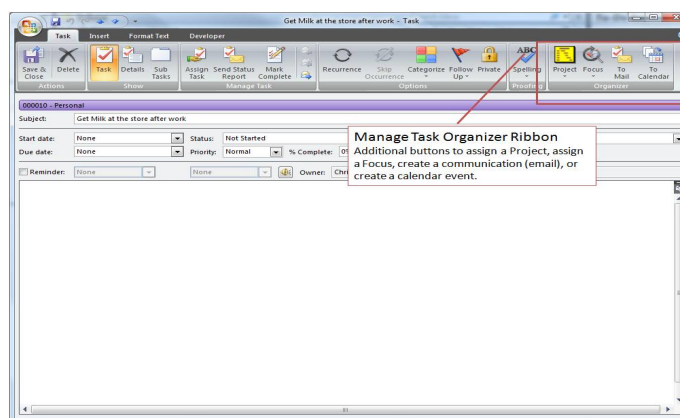 Get Milk at the store after work - Task
Task Insert Format Text Developer
Save & Close Delete Task Details Sub Tasks Assign Task Send Status Report Mark Complete Recurrence Skip Occurrence Categorize Follow Up Private ABC Spelling Project Focus To Mail To Calendar
Actions Show Manage Task Options Proofing Organizer
000010 - Personal
Subject: Get Milk at the store after work
Start date: None Status: Not Started
Due date: None Priority: Normal % Complete:
Reminder: None None Owner:
Manage Task Organizer Ribbon
Additional buttons to assign a Project, assign
a Focus, create a communication (email), or
create a calendar event.